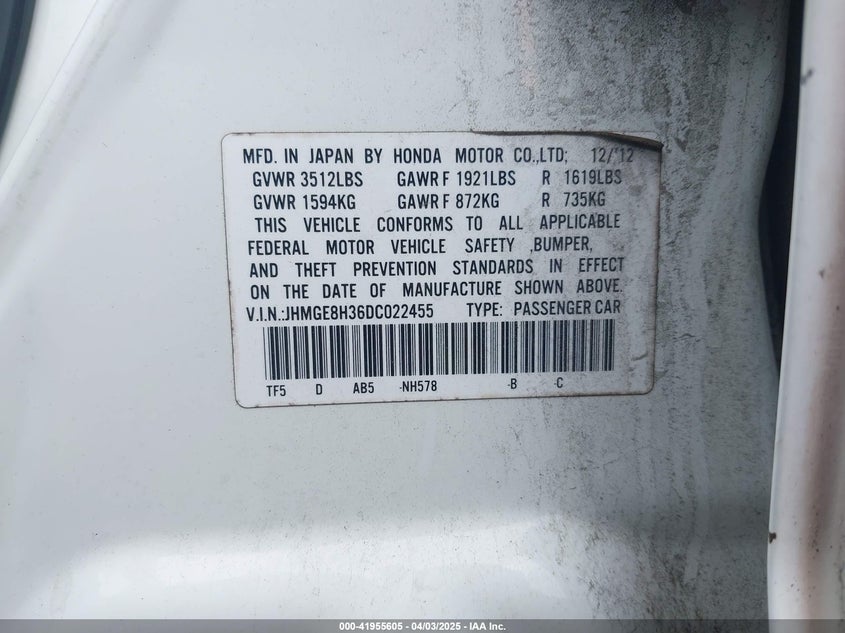 MFD. IN JAPAN BY HONDA MOTOR CO.,LTD; 12/'12
GVWR 3512LBS GAWR F 1921LBS R 1619LBS
GVWR 1594KG GAWR F 872KG R 735KG
THIS VEHICLE CONFORMS TO ALL APPLICABLE
FEDERAL MOTOR VEHICLE SAFETY ,BUMPER,
AND THEFT PREVENTION STANDARDS IN EFFECT
ON THE DATE OF MANUFACTURE SHOWN ABOVE.
V.I.N.:JHMGE8H36DC022455 TYPE: PASSENGER CAR
TF5 D AB5 -NH578 -B -C
000-41955605 - 04/03/2025 - IAA Inc.